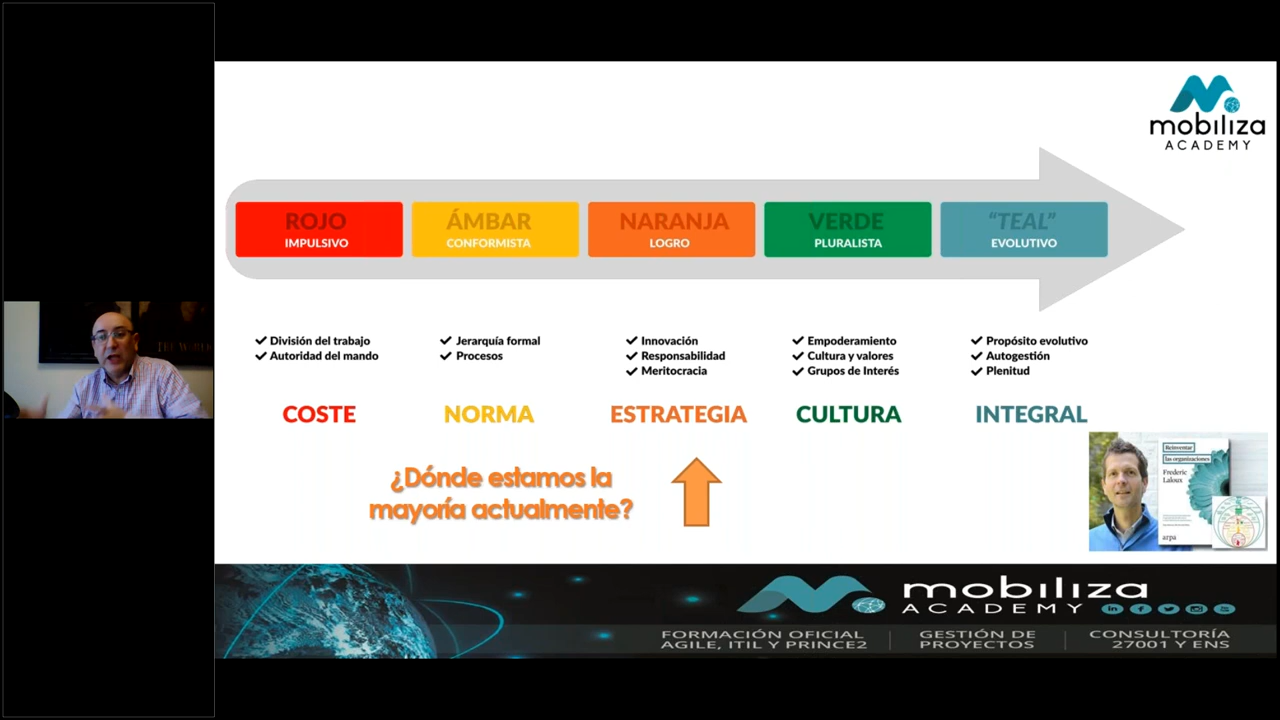 mobiliza
ACADEMY
ROJO
IMPULSIVO
ÁMBAR
CONFORMISTA
NARANJA
LOGRO
VERDE
PLURALISTA
“TEAL”
EVOLUTIVO
División del trabajo
Autoridad del mando
Jerarquía formal
Procesos
Innovación
Responsabilidad
Meritocracia
Empoderamiento
Cultura y valores
Grupos de Interés
Propósito evolutivo
Autogestión
Plenitud
COSTE
NORMA
ESTRATEGIA
CULTURA
INTEGRAL
¿Dónde estamos la
mayoría actualmente?
Reinventar
las organizaciones
Frederic
Laloux
arpa
mobiliza
ACADEMY
FORMACIÓN OFICIAL
AGILE, ITIL Y PRINCE2
GESTIÓN DE
PROYECTOS
CONSULTORÍA
27001 Y ENS